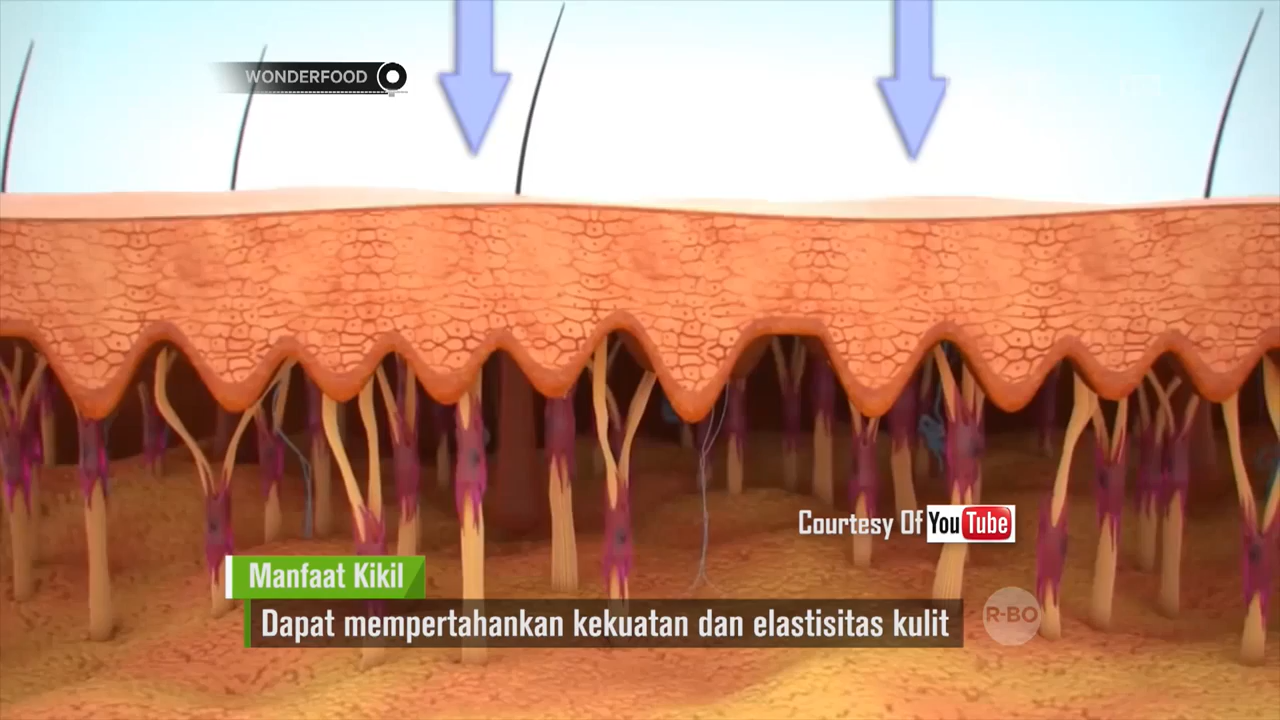 WONDERFOOD
Courtesy Of YouTube
Manfaat Kikil
Dapat mempertahankan kekuatan dan elastisitas kulit
R-BO